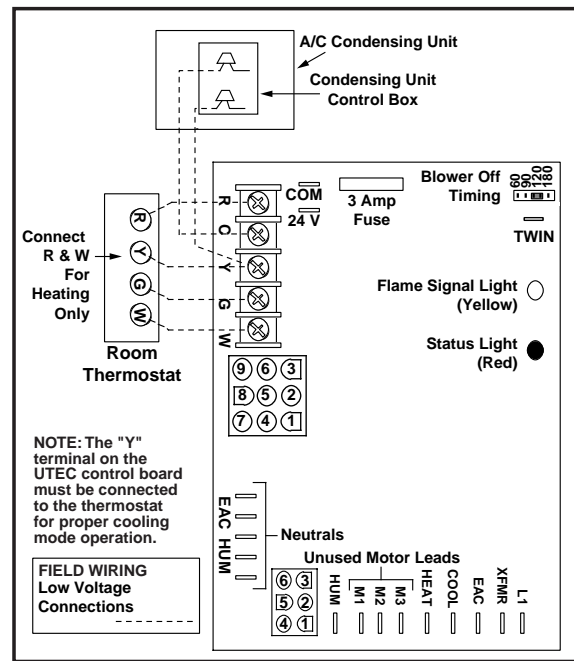 A/C Condensing Unit
Condensing Unit
Control Box
R
C
Y
G
W
COM
24 V
3 Amp
Fuse
Blower Off
Timing
60
90
120
180
TWIN
Connect
R & W
For
Heating
Only
R
Y
G
W
Room
Thermostat
Flame Signal Light
(Yellow)
Status Light
(Red)
9 6 3
8 5 2
7 4 1
NOTE: The "Y"
terminal on the
UTEC control board
must be connected
to the thermostat
for proper cooling
mode operation.
EAC HUM
Neutrals
Unused Motor Leads
FIELD WIRING
Low Voltage
Connections
6 3
5 2
4 1
HUM
M1
M2
M3
HEAT
COOL
EAC
XFMR
L1